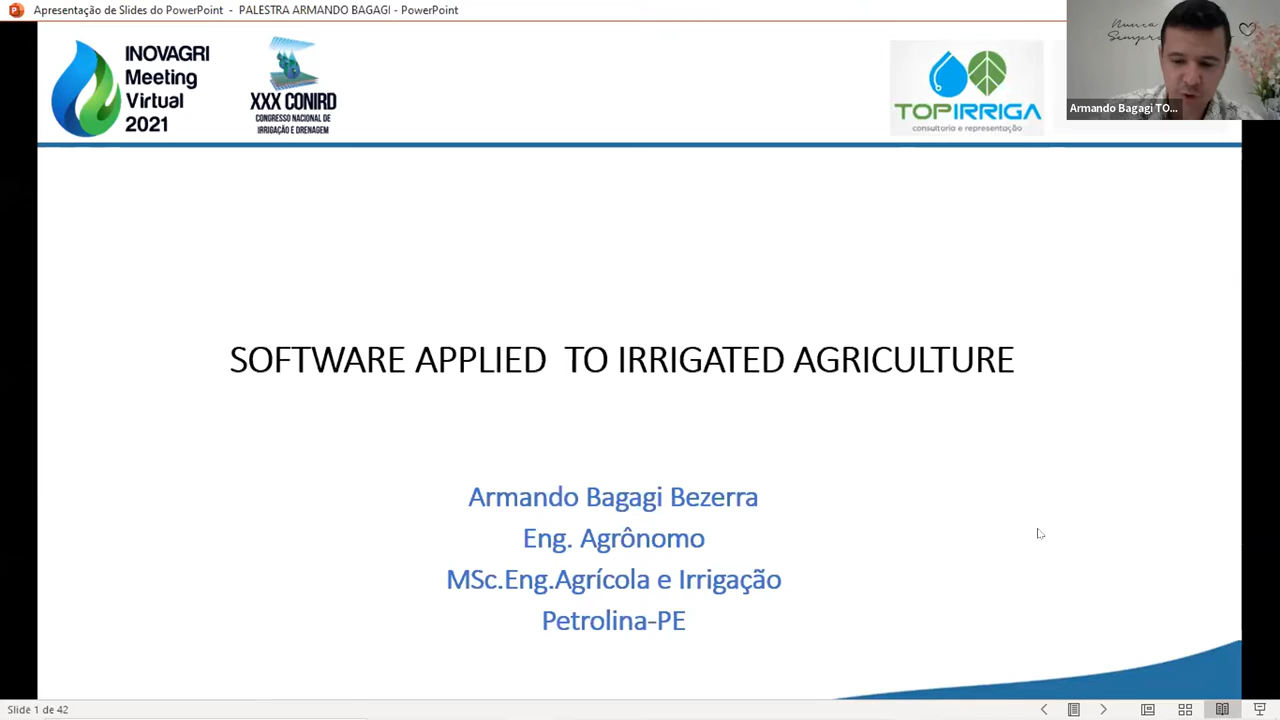 Apresentação de Slides do PowerPoint - PALESTRA ARMANDO BAGAGI - PowerPoint
INOVAGRI
Meeting
Virtual
2021
XXX CONIRD
CONGRESSO NACIONAL DE
IRRIGAÇÃO E DRENAGEM
TOPIRRIGA
consultoria e representação
Nunca
Sempre
Armando Bagagi TO...
SOFTWARE APPLIED TO IRRIGATED AGRICULTURE
Armando Bagagi Bezerra
Eng. Agrônomo
MSc.Eng.Agrícola e Irrigação
Petrolina-PE
Slide 1 de 42